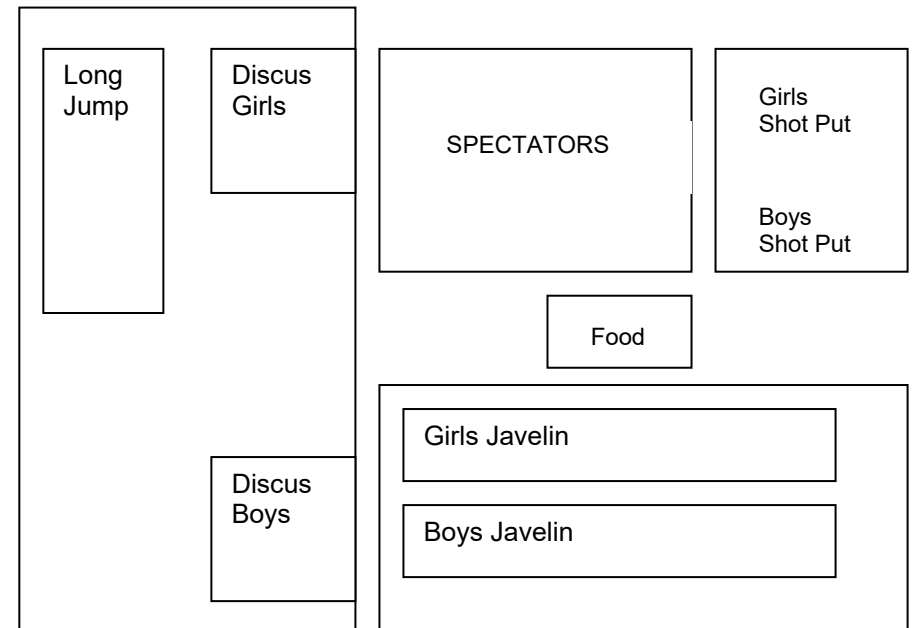 Long
Jump
Discus
Girls
SPECTATORS
Girls
Shot Put
Boys
Shot Put
Food
Girls Javelin
Discus
Boys
Boys Javelin